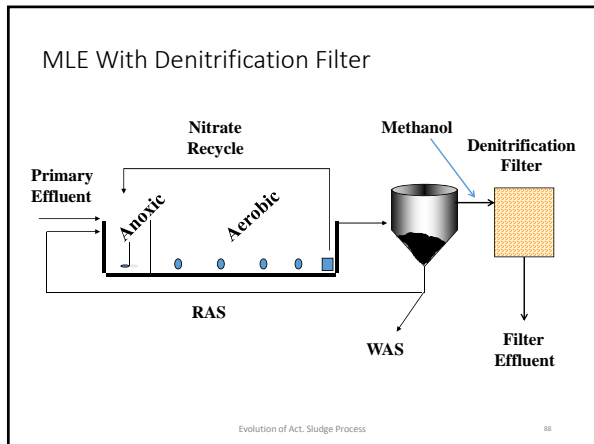 MLE With Denitrification Filter
Nitrate
Recycle
Methanol
Denitrification
Filter
Primary
Effluent
Anoxic
Aerobic
RAS
WAS
Filter
Effluent
Evolution of Act. Sludge Process
88